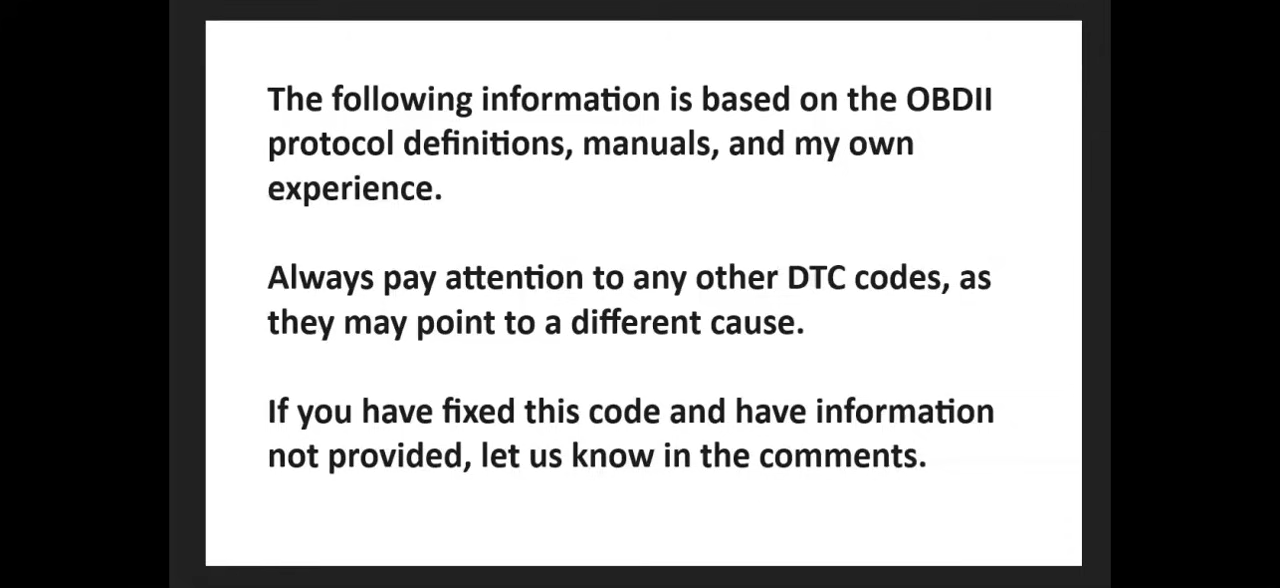 The following information is based on the OBDII
protocol definitions, manuals, and my own
experience.
Always pay attention to any other DTC codes, as
they may point to a different cause.
If you have fixed this code and have information
not provided, let us know in the comments.